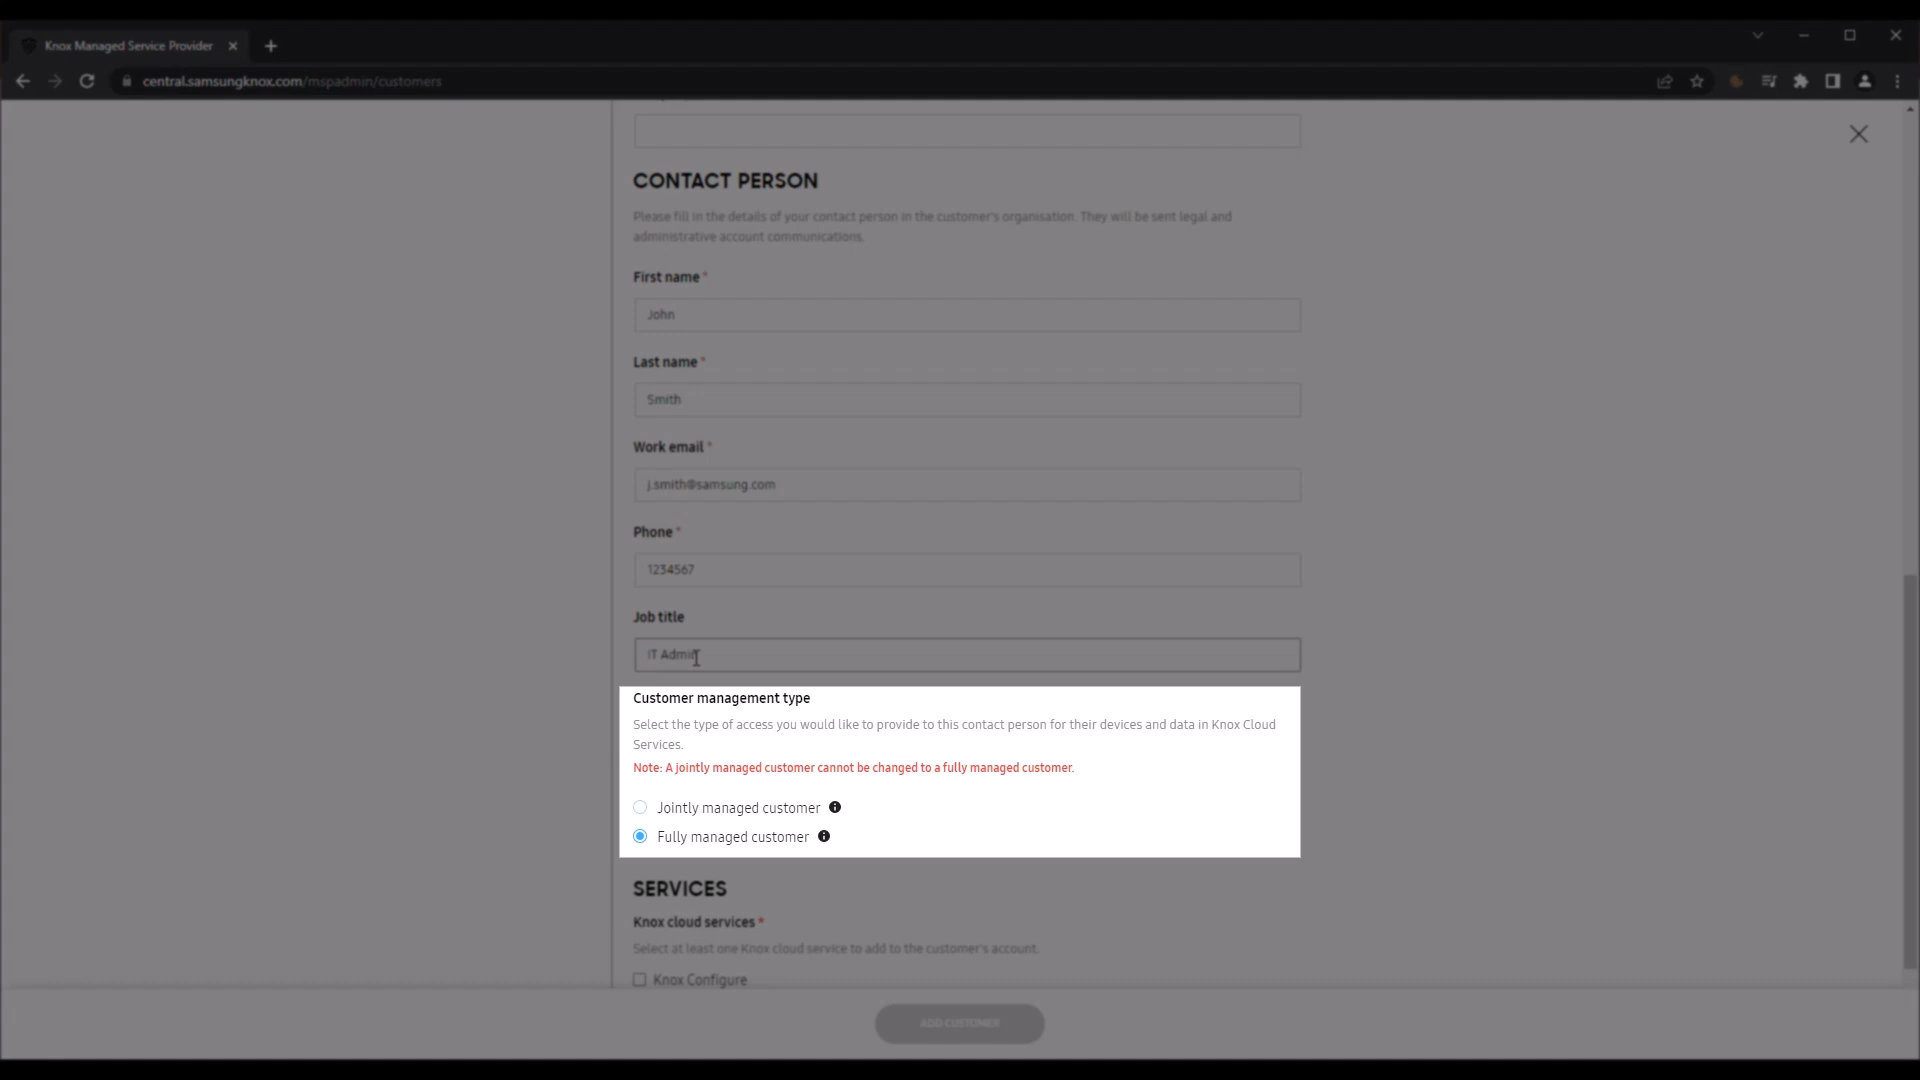 Knox Managed Service Provider
central.samsungknox.com/mspadmin/customers
CONTACT PERSON
Please fill in the details of your contact person in the customer's organisation. They will be sent legal and
administrative account communications.
First name *
John
Last name *
Smith
Work email *
j.smith@samsung.com
Phone *
1234567
Job title
IT Admin
Customer management type
Select the type of access you would like to provide to this contact person for their devices and data in Knox Cloud
Services.
Note: A jointly managed customer cannot be changed to a fully managed customer.
Jointly managed customer
Fully managed customer
SERVICES
Knox cloud services *
Select at least one Knox cloud service to add to the customer's account.
Knox Configure
ADD CUSTOMER